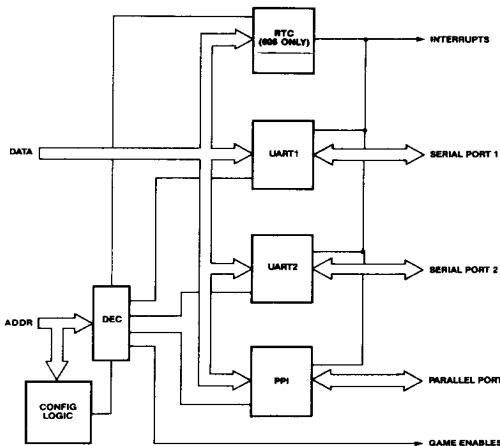 RTC
(606 ONLY)
INTERRUPTS
DATA
UART1
SERIAL PORT 1
UART2
SERIAL PORT 2
ADDR
DEC
PPI
PARALLEL PORT
CONFIG
LOGIC
GAME ENABLES